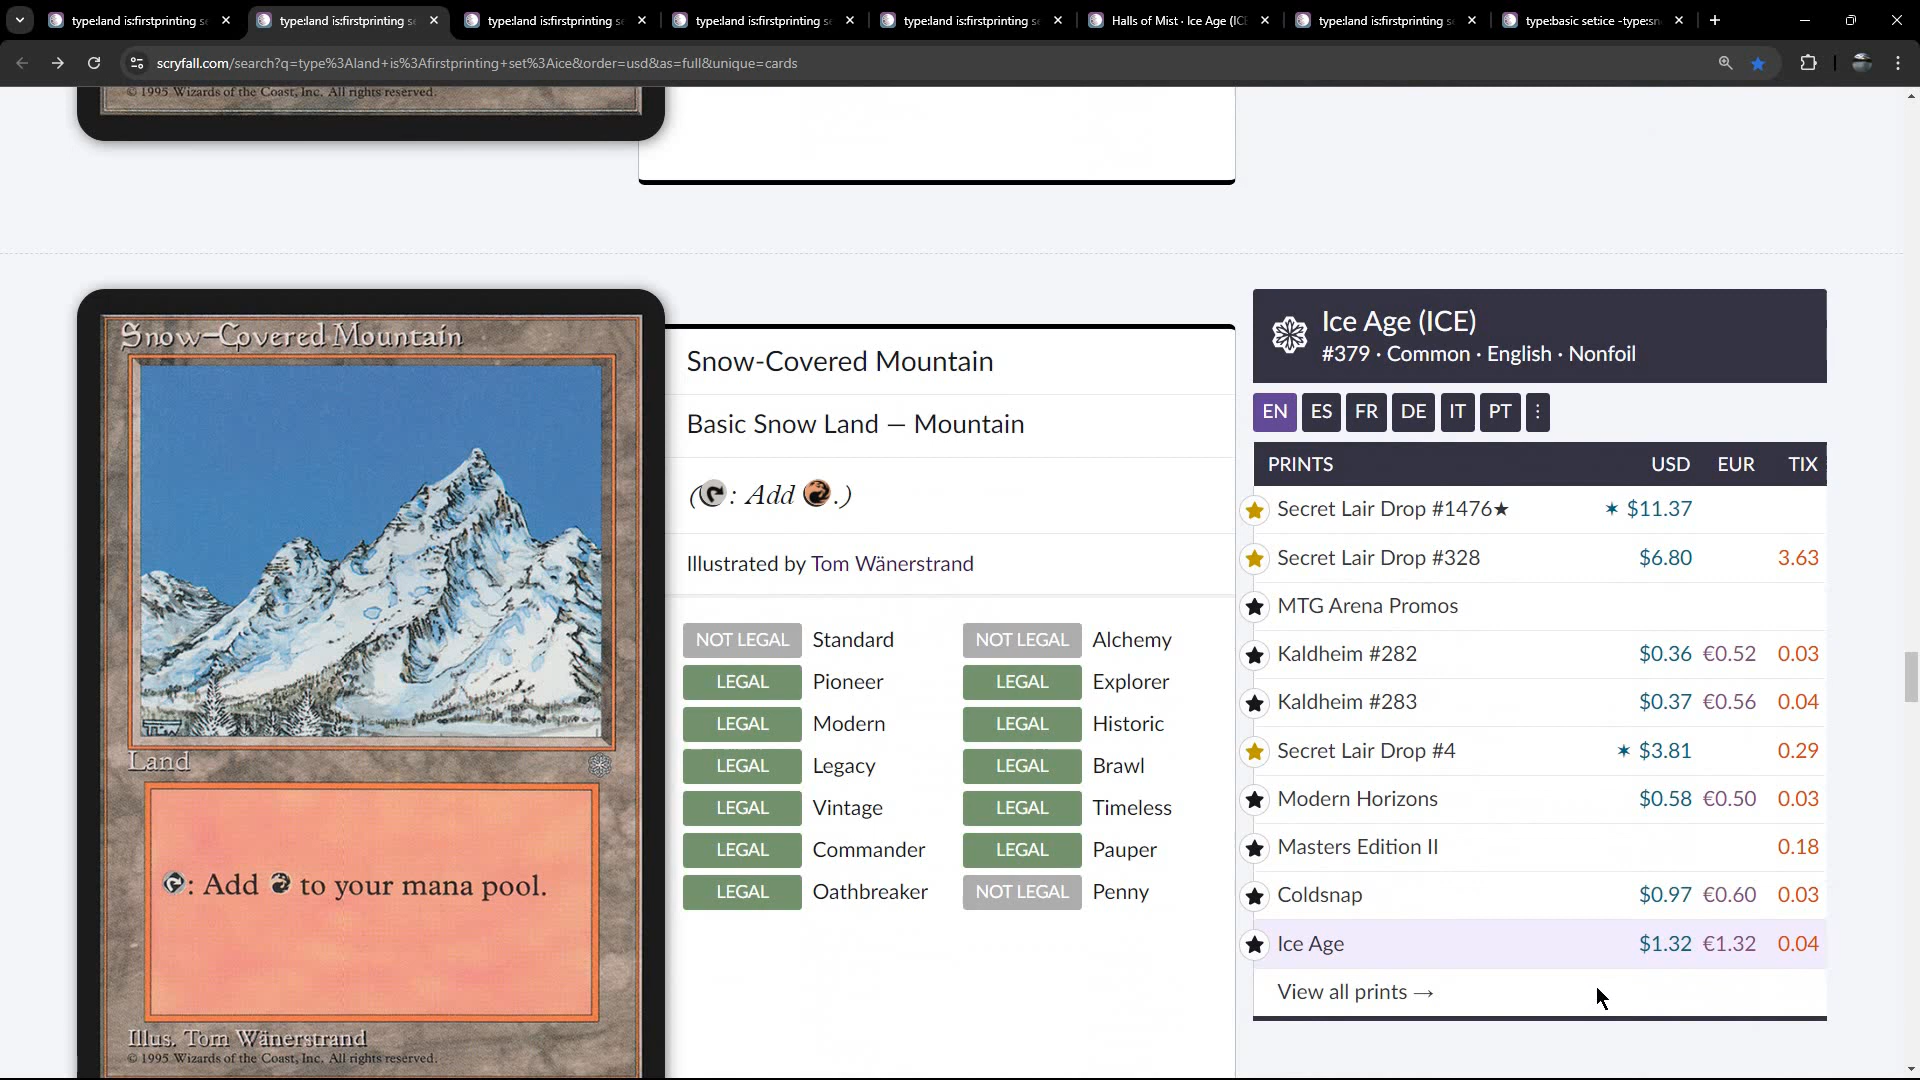 type:land is:firstprinting se
type:land is:firstprinting se
type:land is:firstprinting se
type:land is:firstprinting se
type:land is:firstprinting se
Halls of Mist · Ice Age (ICE
type:land is:firstprinting se
type:basic set:ice -type:sn
scryfall.com/search?q=type%3Aland+is%3Afirstprinting+set%3Aice&order=usd&as=full&unique=cards
© 1995 Wizards of the Coast, Inc. All rights reserved.
Snow-Covered Mountain
Land
: Add to your mana pool.
Illus. Tom Wänerstrand
© 1995 Wizards of the Coast, Inc. All rights reserved.
Snow-Covered Mountain
Basic Snow Land — Mountain
( : Add .)
Illustrated by Tom Wänerstrand
NOT LEGAL Standard NOT LEGAL Alchemy
LEGAL Pioneer LEGAL Explorer
LEGAL Modern LEGAL Historic
LEGAL Legacy LEGAL Brawl
LEGAL Vintage LEGAL Timeless
LEGAL Commander LEGAL Pauper
LEGAL Oathbreaker NOT LEGAL Penny
Ice Age (ICE)
#379 · Common · English · Nonfoil
EN ES FR DE IT PT
PRINTS USD EUR TIX
Secret Lair Drop #1476★ $11.37
Secret Lair Drop #328 $6.80 3.63
MTG Arena Promos
Kaldheim #282 $0.36 €0.52 0.03
Kaldheim #283 $0.37 €0.56 0.04
Secret Lair Drop #4 $3.81 0.29
Modern Horizons $0.58 €0.50 0.03
Masters Edition II 0.18
Coldsnap $0.97 €0.60 0.03
Ice Age $1.32 €1.32 0.04
View all prints →